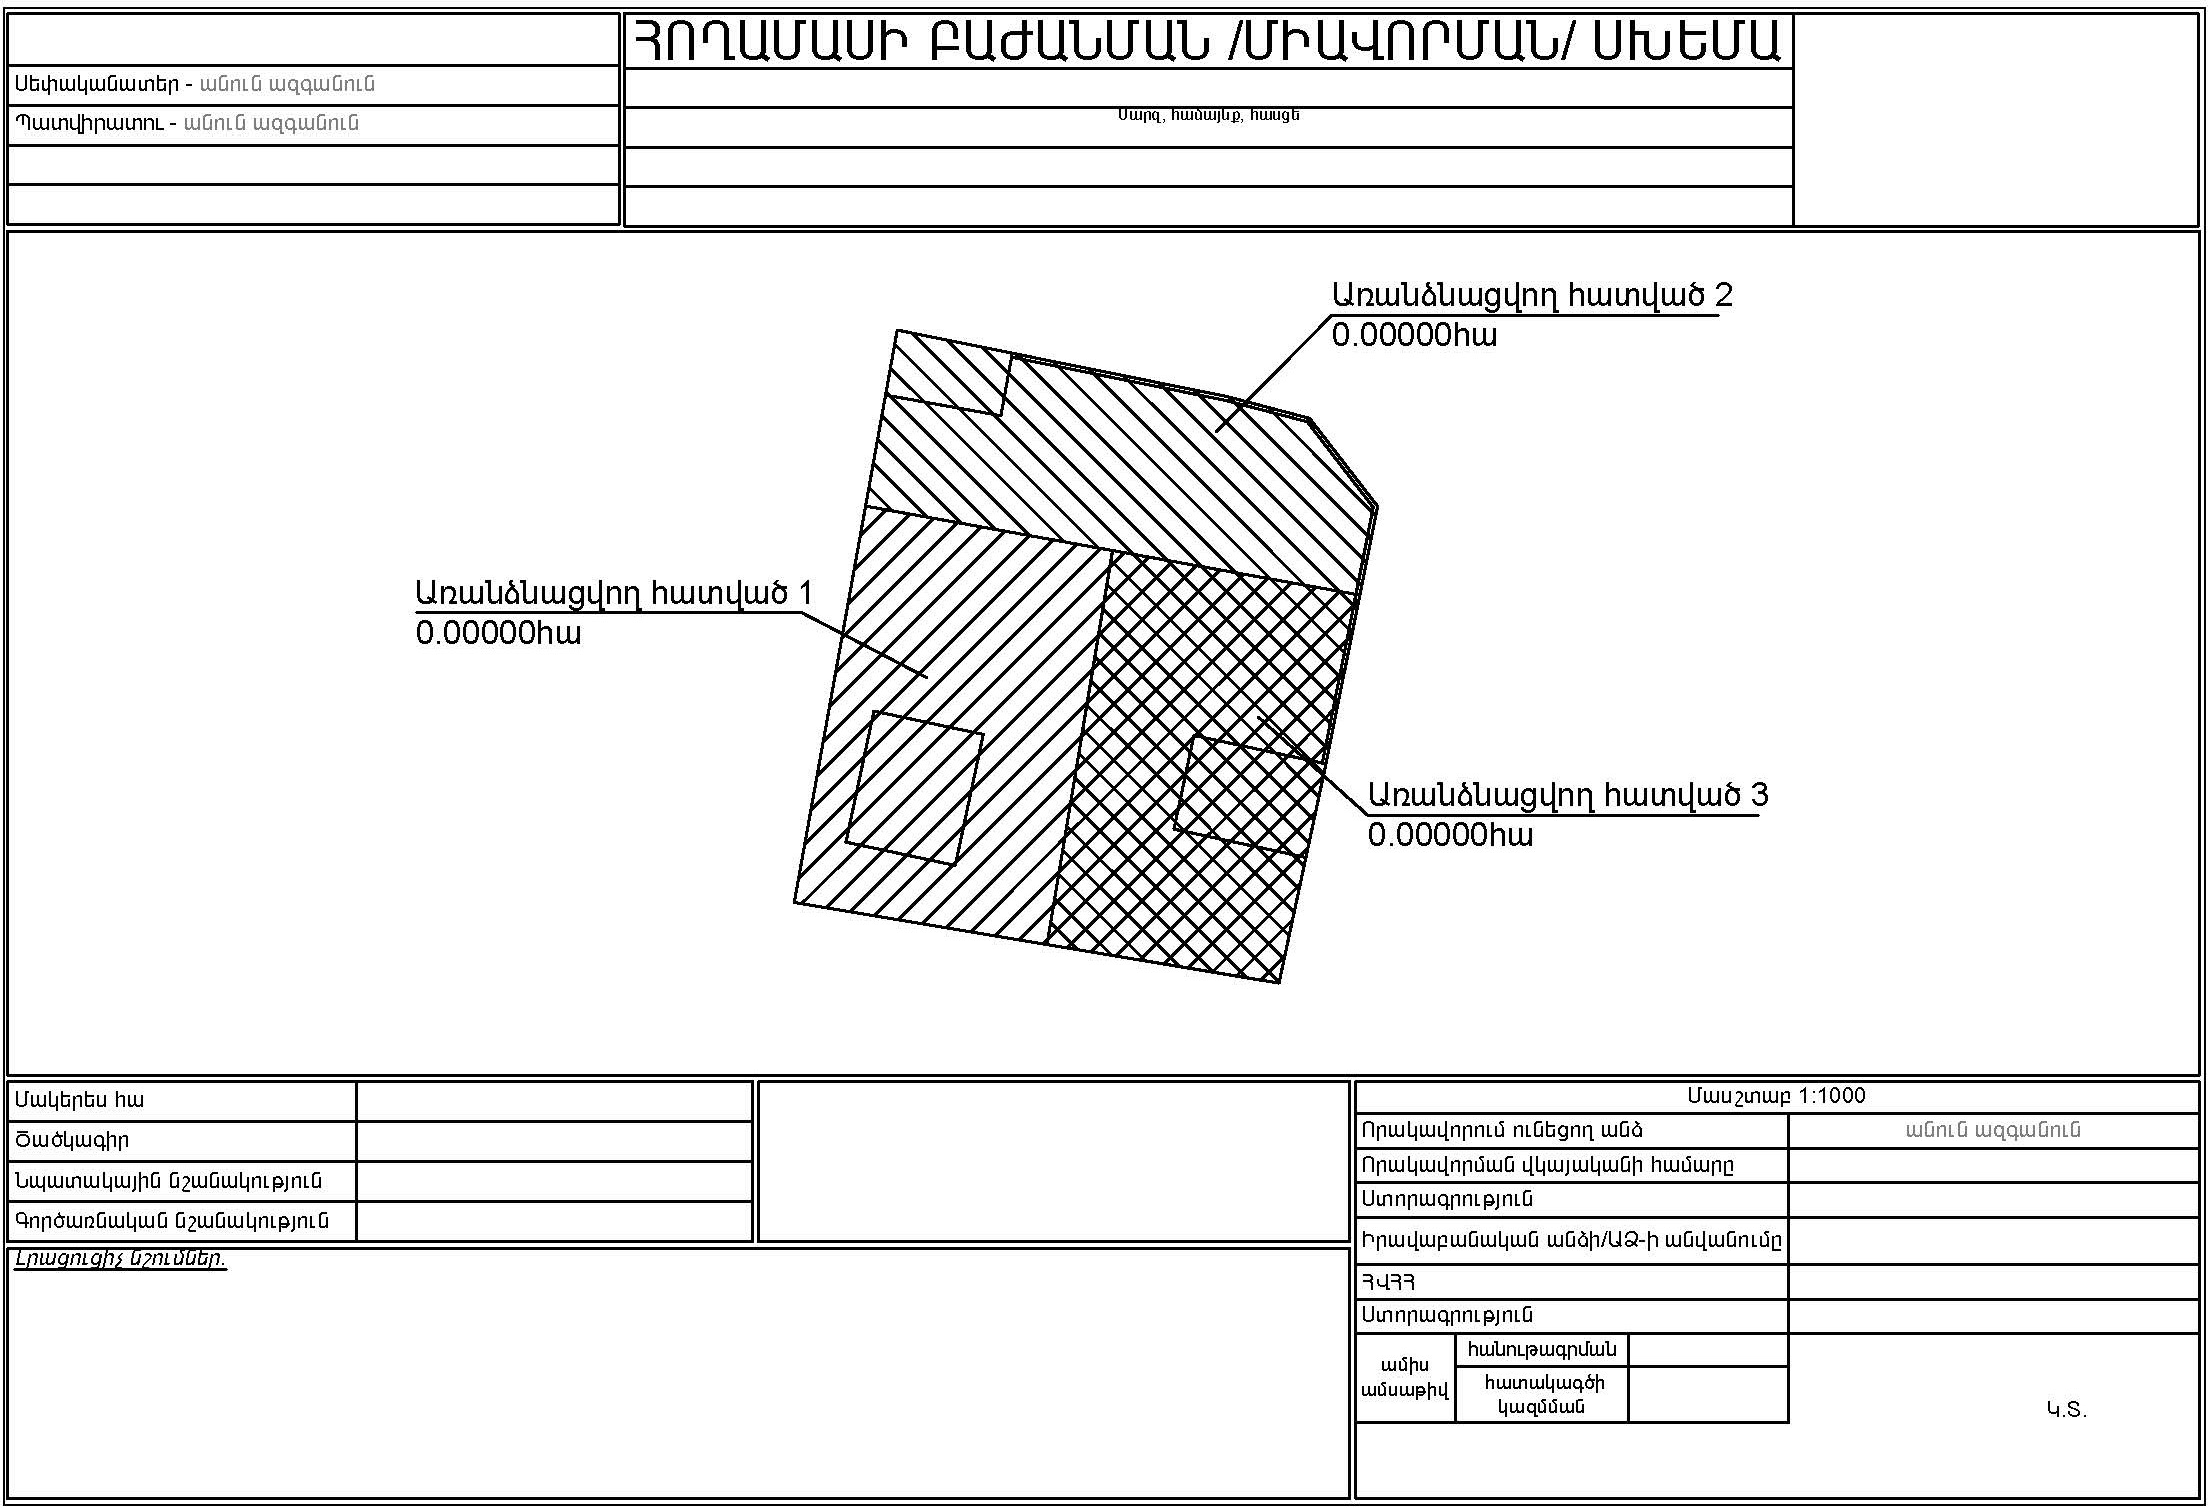 ՀՈՂԱՄԱՍԻ ԲԱԺԱՆՄԱՆ /ՄԻԱՎՈՐՄԱՆ/ ՍԽԵՄԱ
Սեփականատեր - անուն ազգանուն
Պատվիրատու - անուն ազգանուն
Մարզ, համայնք, հասցե
Առանձնացվող հատված 2
0.00000հա
Առանձնացվող հատված 1
0.00000հա
Առանձնացվող հատված 3
0.00000հա
Մակերես հա
Ծածկագիր
Նպատակային նշանակություն
Գործառնական նշանակություն
Լրացուցիչ նշումներ.
Մասշտաբ 1:1000
Որակավորում ունեցող անձ
անուն ազգանուն
Որակավորման վկայականի համարը
Ստորագրություն
Իրավաբանական անձի/ԱՁ-ի անվանումը
ՀՎՀՀ
Ստորագրություն
ամիս
ամսաթիվ
հանութագրման
հատակագծի
կազմման
Կ.Տ.